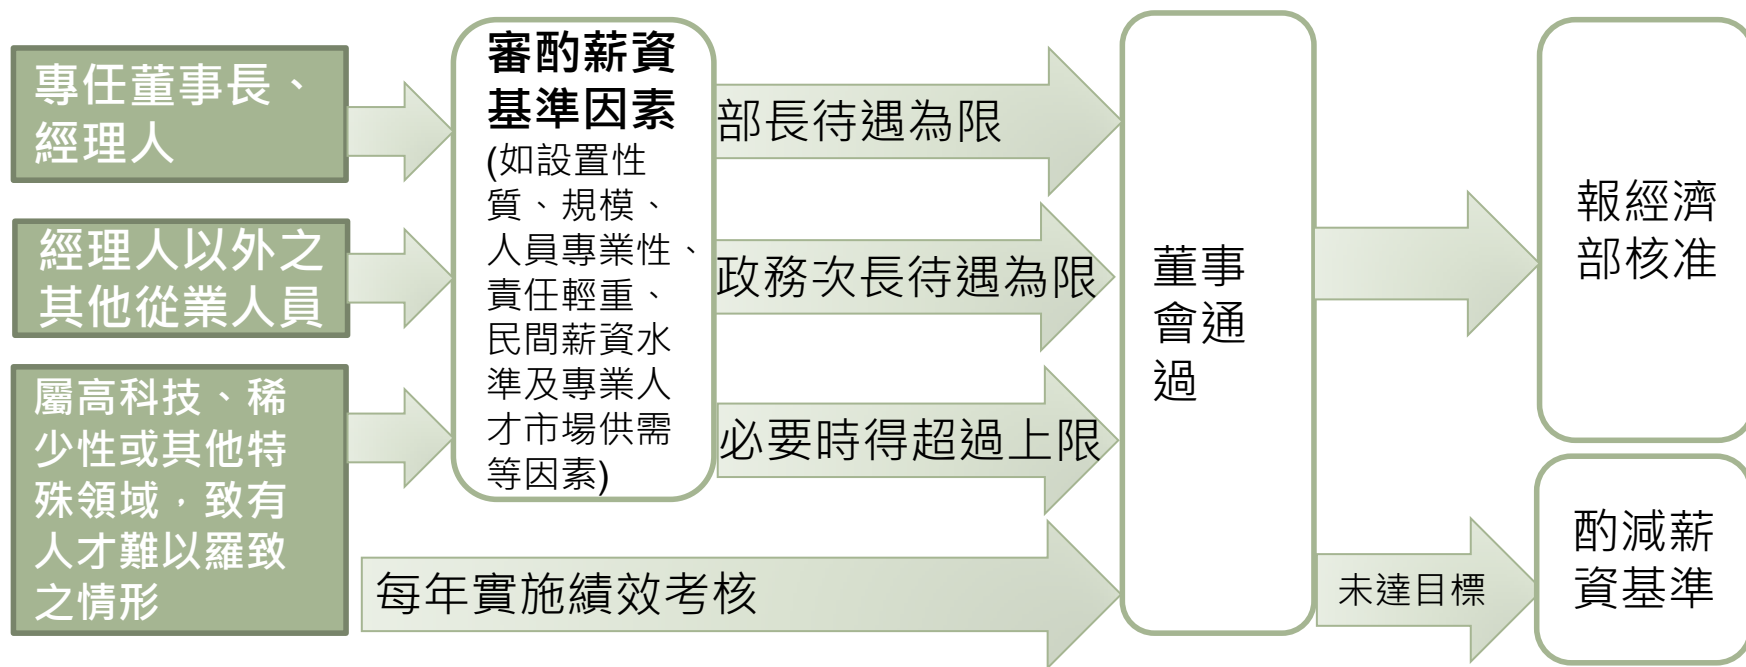 專任董事長、
經理人
經理人以外之
其他從業人員
屬高科技、稀
少性或其他特
殊領域，致有
人才難以羅致
之情形
審酌薪資
基準因素
(如設置性
質、規模、
人員專業性、
責任輕重、
民間薪資水
準及專業人
才市場供需
等因素)
部長待遇為限
政務次長待遇為限
必要時得超過上限
每年實施績效考核
董事
會通
過
未達目標
報經濟
部核准
酌減薪
資基準